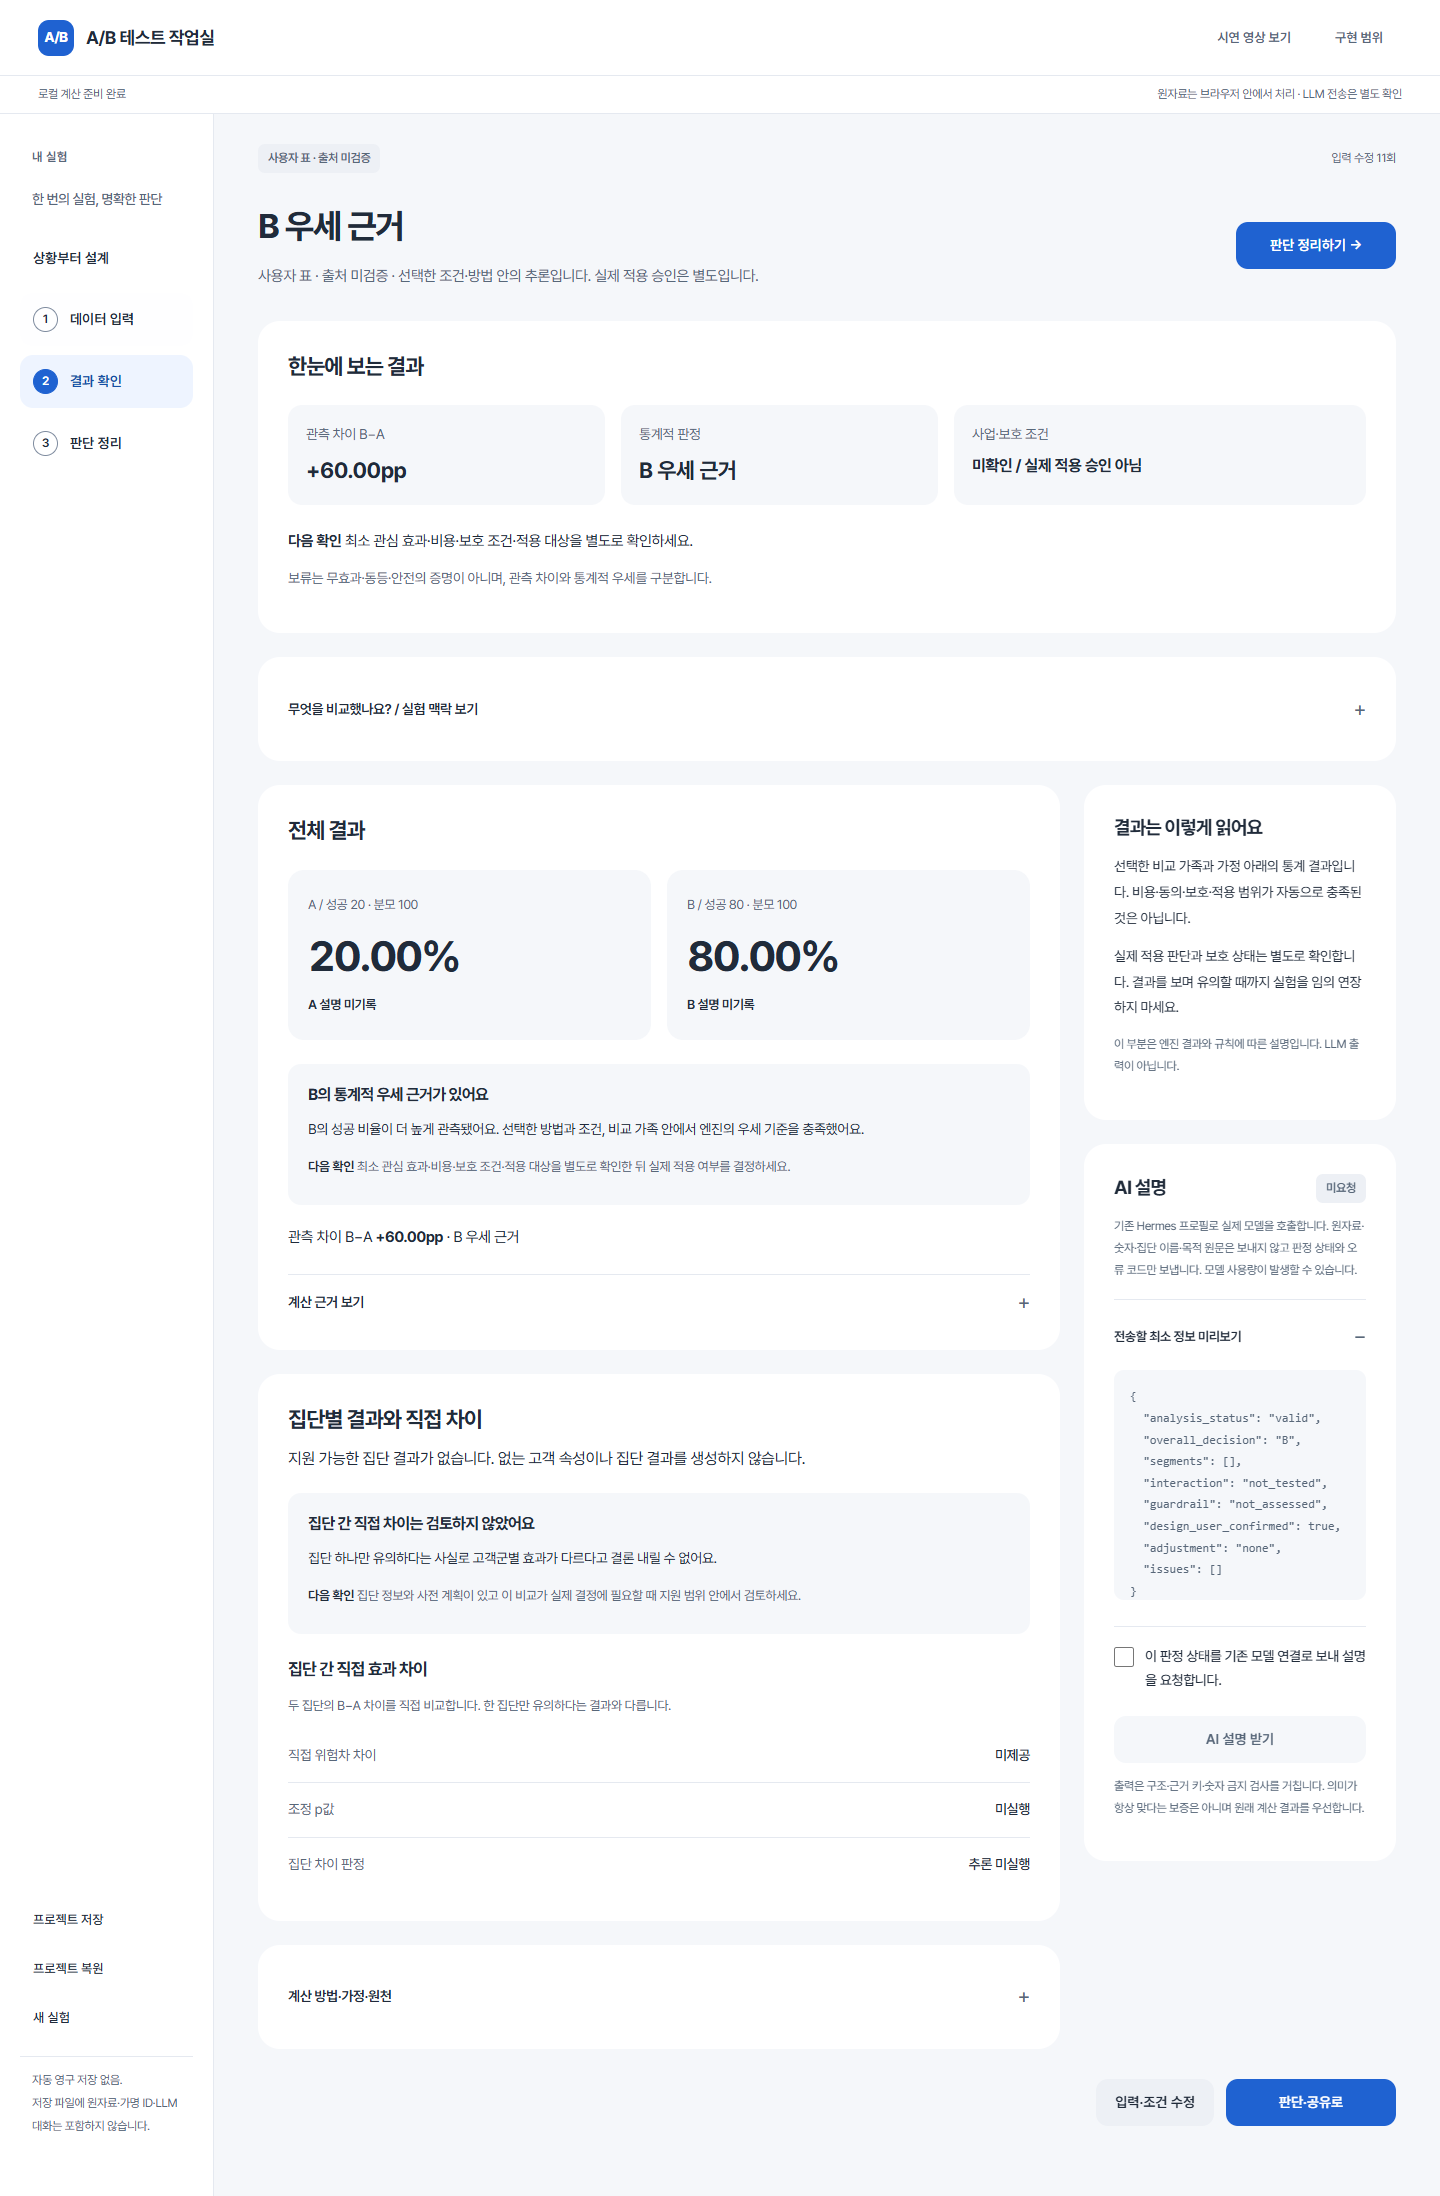 A/B A/B 테스트 작업실
시연 영상 보기 구현 범위
로컬 계산 준비 완료
원자료는 브라우저 안에서 처리 · LLM 전송은 별도 확인
내 실험
한 번의 실험, 명확한 판단
상황부터 설계
1 데이터 입력
2 결과 확인
3 판단 정리
프로젝트 저장
프로젝트 복원
새 실험
자동 영구 저장 없음.
저장 파일에 원자료·가명 ID·LLM
대화는 포함하지 않습니다.
사용자 표 · 출처 미검증
입력 수정 11회
B 우세 근거
사용자 표 · 출처 미검증 · 선택한 조건·방법 안의 추론입니다. 실제 적용 승인은 별도입니다.
판단 정리하기 →
한눈에 보는 결과
관측 차이 B−A
+60.00pp
통계적 판정
B 우세 근거
사업·보호 조건
미확인 / 실제 적용 승인 아님
다음 확인 최소 관심 효과·비용·보호 조건·적용 대상을 별도로 확인하세요.
보류는 무효과·동등·안전의 증명이 아니며, 관측 차이와 통계적 우세를 구분합니다.
무엇을 비교했나요? / 실험 맥락 보기 +
전체 결과
A / 성공 20 · 분모 100
20.00%
A 설명 미기록
B / 성공 80 · 분모 100
80.00%
B 설명 미기록
B의 통계적 우세 근거가 있어요
B의 성공 비율이 더 높게 관측됐어요. 선택한 방법과 조건, 비교 가족 안에서 엔진의 우세 기준을 충족했어요.
다음 확인 최소 관심 효과·비용·보호 조건·적용 대상을 별도로 확인한 뒤 실제 적용 여부를 결정하세요.
관측 차이 B−A +60.00pp · B 우세 근거
계산 근거 보기 +
집단별 결과와 직접 차이
지원 가능한 집단 결과가 없습니다. 없는 고객 속성이나 집단 결과를 생성하지 않습니다.
집단 간 직접 차이는 검토하지 않았어요
집단 하나만 유의하다는 사실로 고객군별 효과가 다르다고 결론 내릴 수 없어요.
다음 확인 집단 정보와 사전 계획이 있고 이 비교가 실제 결정에 필요할 때 지원 범위 안에서 검토하세요.
집단 간 직접 효과 차이
두 집단의 B−A 차이를 직접 비교합니다. 한 집단만 유의하다는 결과와 다릅니다.
직접 위험차 차이 미제공
조정 p값 미실행
집단 차이 판정 추론 미실행
계산 방법·가정·원천 +
결과는 이렇게 읽어요
선택한 비교 가족과 가정 아래의 통계 결과입니
다. 비용·동의·보호·적용 범위가 자동으로 충족된
것은 아닙니다.
실제 적용 판단과 보호 상태는 별도로 확인합니
다. 결과를 보며 유의할 때까지 실험을 임의 연장
하지 마세요.
이 부분은 엔진 결과와 규칙에 따른 설명입니다. LLM 출
력이 아닙니다.
AI 설명 미요청
기존 Hermes 프로필로 실제 모델을 호출합니다. 원자료·
숫자·집단 이름·목적 원문은 보내지 않고 판정 상태와 오
류 코드만 보냅니다. 모델 사용량이 발생할 수 있습니다.
전송할 최소 정보 미리보기 −
{
"analysis_status": "valid",
"overall_decision": "B",
"segments": [],
"interaction": "not_tested",
"guardrail": "not_assessed",
"design_user_confirmed": true,
"adjustment": "none",
"issues": []
}
이 판정 상태를 기존 모델 연결로 보내 설명
을 요청합니다.
AI 설명 받기
출력은 구조·근거 키·숫자 금지 검사를 거칩니다. 의미가
항상 맞다는 보증은 아니며 원래 계산 결과를 우선합니다.
입력·조건 수정
판단·공유로